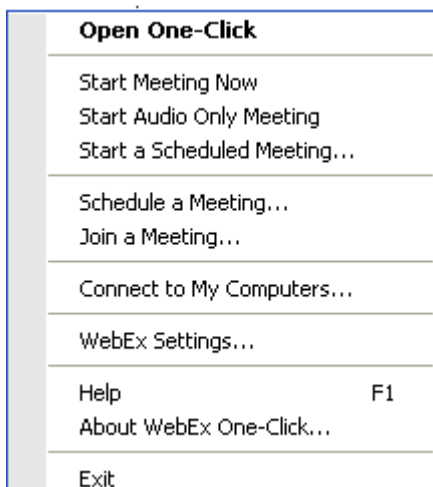 Open One-Click
Start Meeting Now
Start Audio Only Meeting
Start a Scheduled Meeting...
Schedule a Meeting...
Join a Meeting...
Connect to My Computers...
WebEx Settings...
Help F1
About WebEx One-Click...
Exit